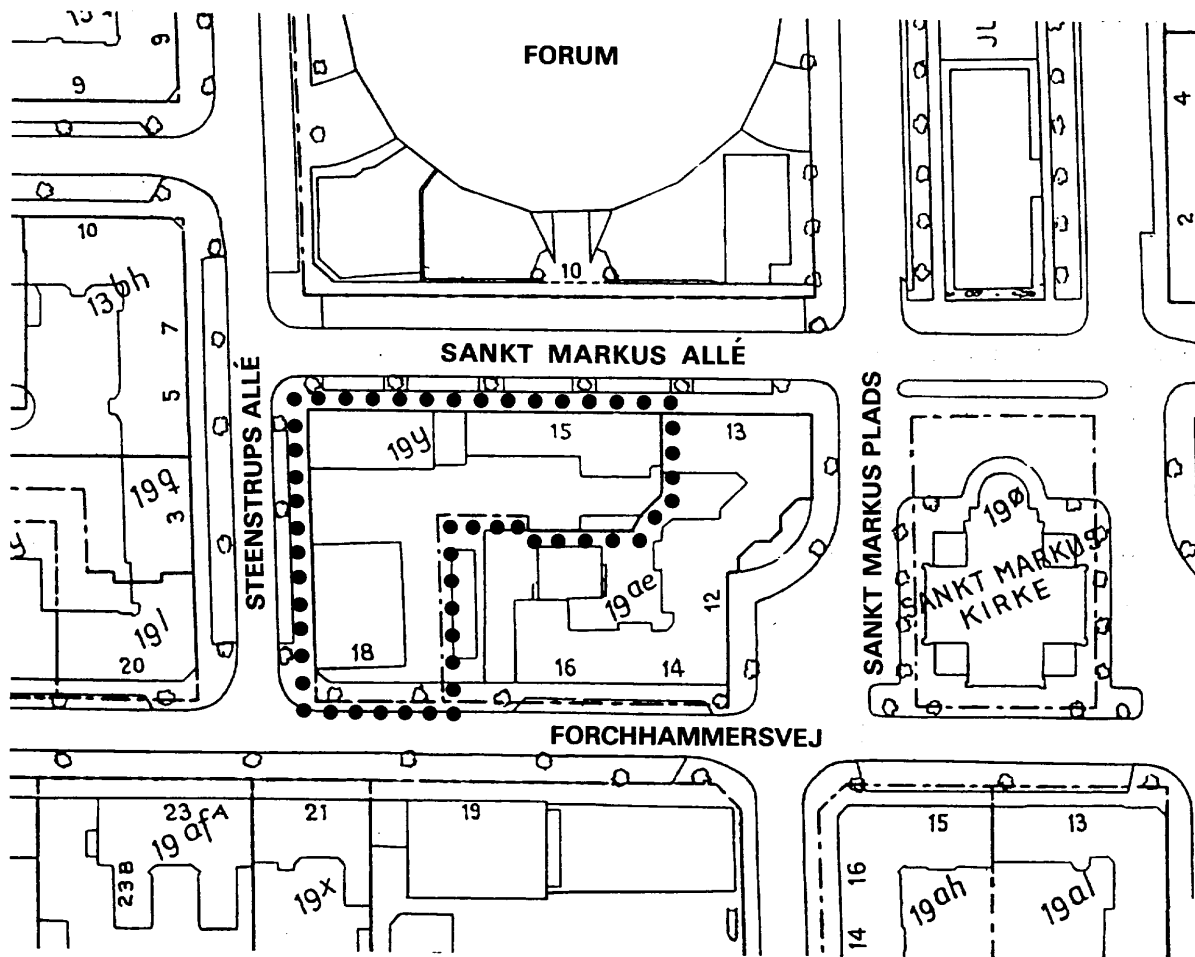 9
9
FORUM
JL
4
2
10
10
13bh
7
5
SANKT MARKUS ALLÉ
STEENSTRUPS ALLÉ
SANKT MARKUS PLADS
15
13
19y
19q
3
19ø
SANKT MARKUS
KIRKE
19ae
12
19l
20
18
16
14
FORCHHAMMERSVEJ
23
A
19af
21
19
23B
19x
15
13
16
19ah
19al
14